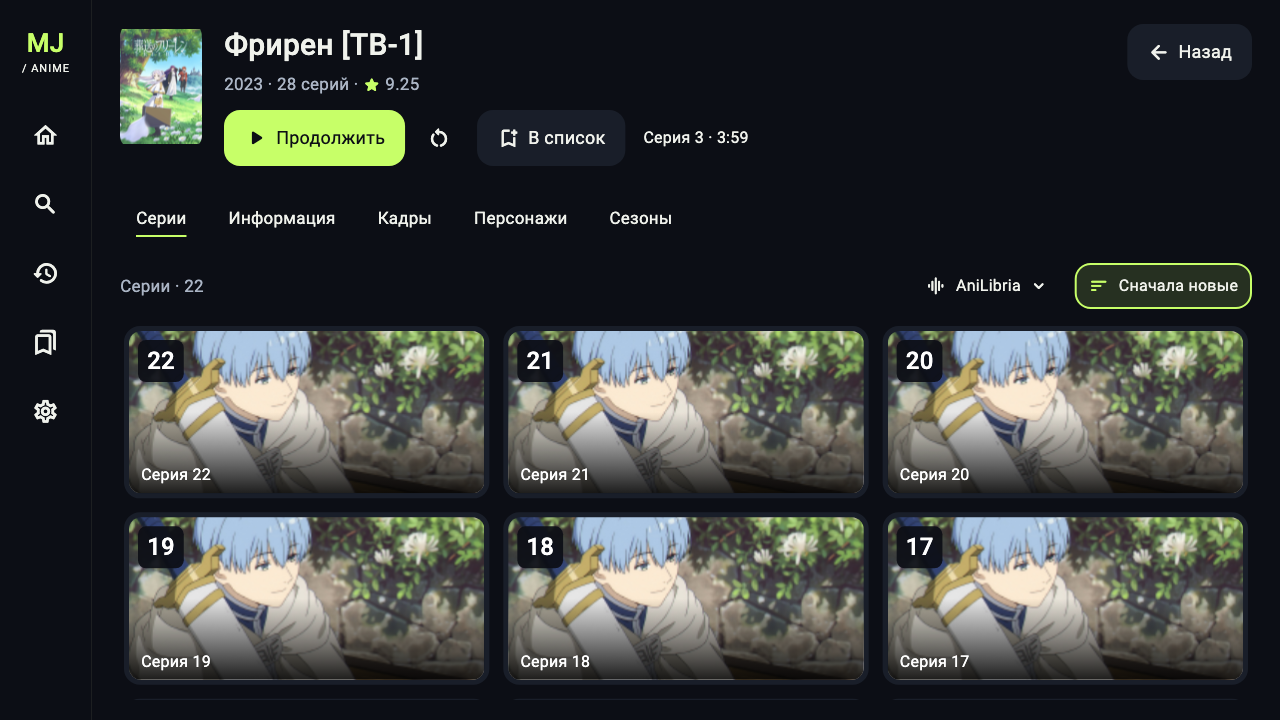 MJ
/ ANIME
Фрирен [ТВ-1]
2023 · 28 серий · 9.25
Продолжить
В список
Серия 3 · 3:59
Назад
Серии
Информация
Кадры
Персонажи
Сезоны
Серии · 22
AniLibria
Сначала новые
22
Серия 22
21
Серия 21
20
Серия 20
19
Серия 19
18
Серия 18
17
Серия 17